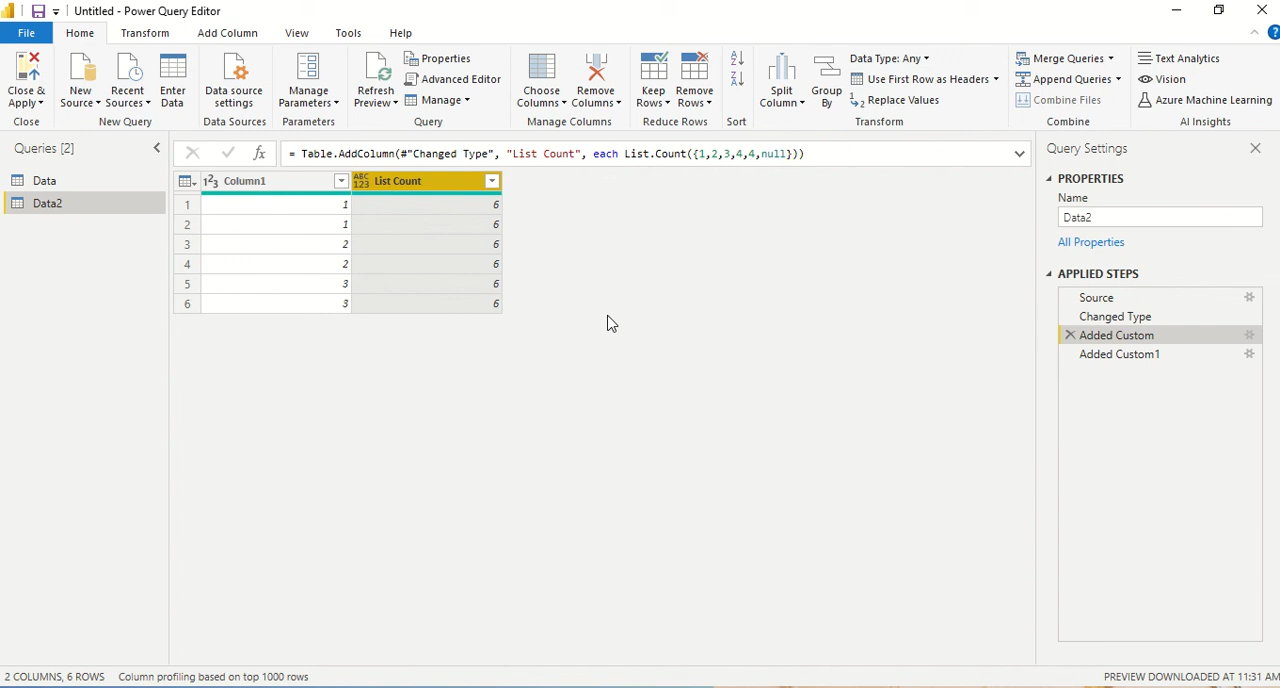 Untitled - Power Query Editor
File Home Transform Add Column View Tools Help
Close & Apply
New Source
Recent Sources
Enter Data
Data source settings
Manage Parameters
Refresh Preview
Properties
Advanced Editor
Manage
Choose Columns
Remove Columns
Keep Rows
Remove Rows
Split Column
Group By
Data Type: Any
Use First Row as Headers
1 2 Replace Values
Merge Queries
Append Queries
Combine Files
Text Analytics
Vision
Azure Machine Learning
Close New Query Data Sources Parameters Query Manage Columns Reduce Rows Sort Transform Combine AI Insights
A Z
Z A
Queries [2]
Data
Data2
fx = Table.AddColumn(#"Changed Type", "List Count", each List.Count({1,2,3,4,4,null}))
1 2 3 Column1 ABC 123 List Count
1 1 6
2 1 6
3 2 6
4 2 6
5 3 6
6 3 6
Query Settings
PROPERTIES
Name
Data2
All Properties
APPLIED STEPS
Source
Changed Type
Added Custom
Added Custom1
2 COLUMNS, 6 ROWS Column profiling based on top 1000 rows
PREVIEW DOWNLOADED AT 11:31 AM